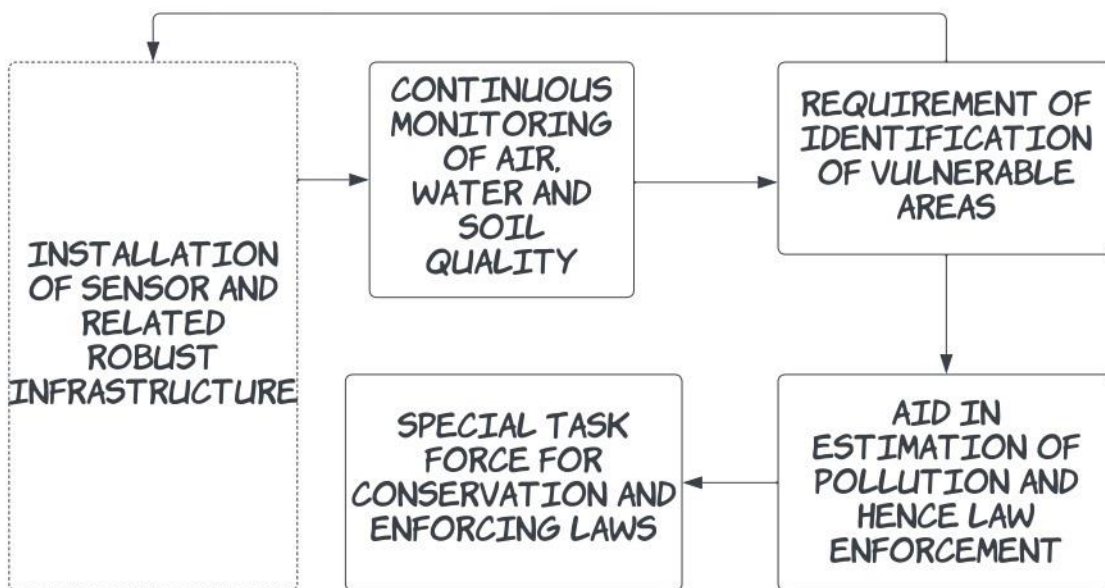 INSTALLATION
OF SENSOR AND
RELATED
ROBUST
INFRASTRUCTURE
CONTINUOUS
MONITORING
OF AIR,
WATER AND
SOIL
QUALITY
REQUIREMENT OF
IDENTIFICATION
OF VULNERABLE
AREAS
AID IN
ESTIMATION OF
POLLUTION AND
HENCE LAW
ENFORCEMENT
SPECIAL TASK
FORCE FOR
CONSERVATION AND
ENFORCING LAWS